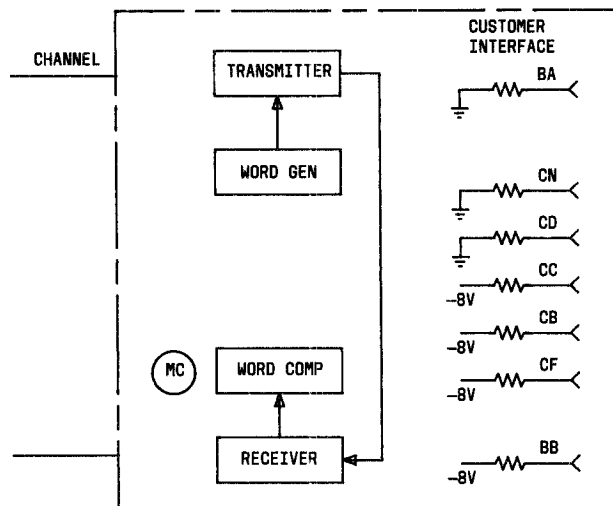 CUSTOMER
INTERFACE
CHANNEL
TRANSMITTER
BA
WORD GEN
CN
CD
CC
-8V
CB
-8V
MC
WORD COMP
CF
-8V
RECEIVER
BB
-8V